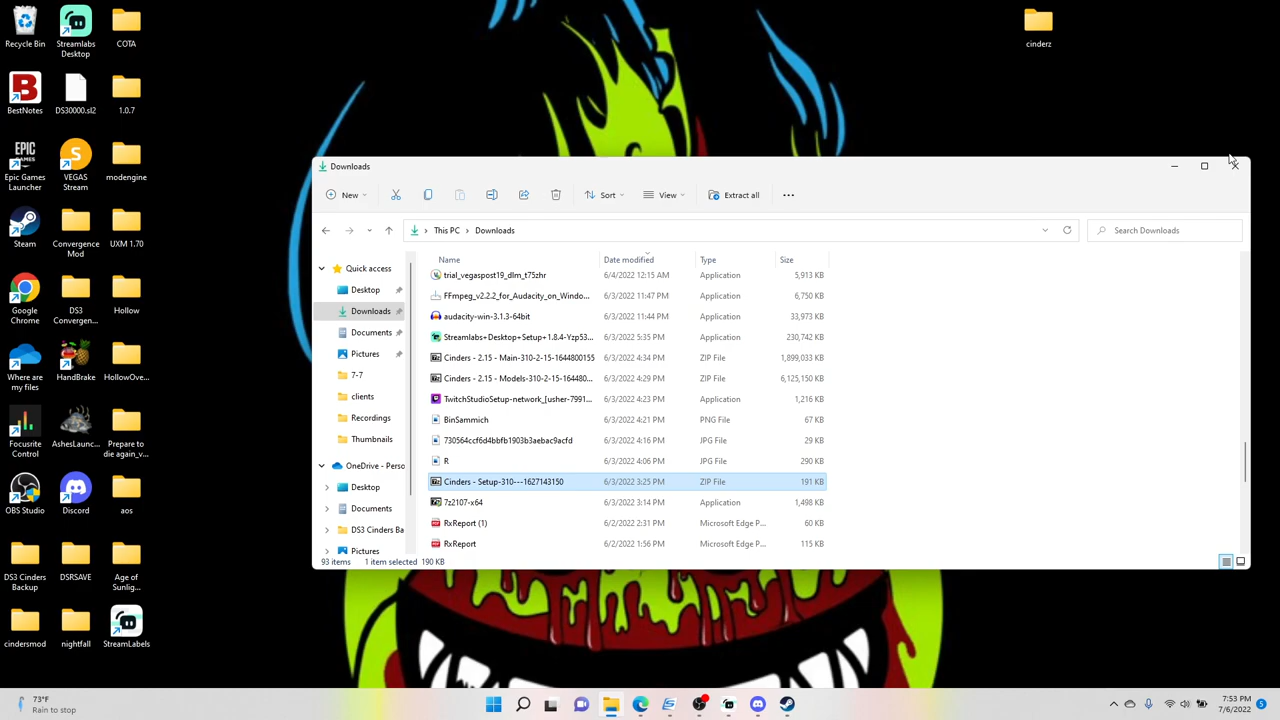 Recycle Bin
Streamlabs
Desktop
COTA
cinderz
BestNotes
DS30000.sl2
1.0.7
Epic Games
Launcher
VEGAS
Stream
modengine
Steam
Convergence
Mod
UXM 1.70
Google
Chrome
DS3
Convergen...
Hollow
Where are
my files
HandBrake
HollowOve...
Focusrite
Control
AshesLaunc...
Prepare to
die again_v...
OBS Studio
Discord
aos
DS3 Cinders
Backup
DSRSAVE
Age of
Sunlig...
cindersmod
nightfall
StreamLabels
Downloads
New
Sort
View
Extract all
This PC > Downloads
Search Downloads
Name Date modified Type Size
Quick access
Desktop
Downloads
Documents
Pictures
7-7
clients
Recordings
Thumbnails
OneDrive - Perso
Desktop
Documents
DS3 Cinders Ba
Pictures
trial_vegaspost19_dlm_t75zhr 6/4/2022 12:15 AM Application 5,913 KB
FFmpeg_v2.2.2_for_Audacity_on_Windo... 6/3/2022 11:47 PM Application 6,750 KB
audacity-win-3.1.3-64bit 6/3/2022 11:44 PM Application 33,973 KB
Streamlabs+Desktop+Setup+1.8.4-Yzp53... 6/3/2022 5:35 PM Application 230,742 KB
Cinders - 2.15 - Main-310-2-15-1644800155 6/3/2022 4:34 PM ZIP File 1,899,033 KB
Cinders - 2.15 - Models-310-2-15-164480... 6/3/2022 4:29 PM ZIP File 6,125,150 KB
TwitchStudioSetup-network_[usher-7991... 6/3/2022 4:23 PM Application 1,216 KB
BinSammich 6/3/2022 4:21 PM PNG File 67 KB
730564ccf6d4bbfb1903b3aebac9acfd 6/3/2022 4:16 PM JPG File 29 KB
R 6/3/2022 4:06 PM JPG File 290 KB
Cinders - Setup-310---1627143150 6/3/2022 3:25 PM ZIP File 191 KB
7z2107-x64 6/3/2022 3:14 PM Application 1,498 KB
RxReport (1) 6/2/2022 2:31 PM Microsoft Edge P... 60 KB
RxReport 6/2/2022 1:56 PM Microsoft Edge P... 115 KB
93 items 1 item selected 190 KB
73°F
Rain to stop
7:53 PM
7/6/2022
5